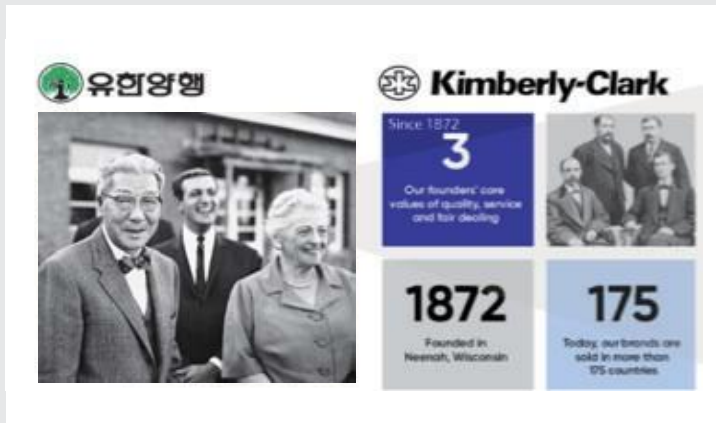 유한양행
Kimberly-Clark
Since 1872
3
Our founders' core
values of quality, service
and fair dealing
1872
Founded in
Neenah, Wisconsin
175
Today, our brands are
sold in more than
175 countries